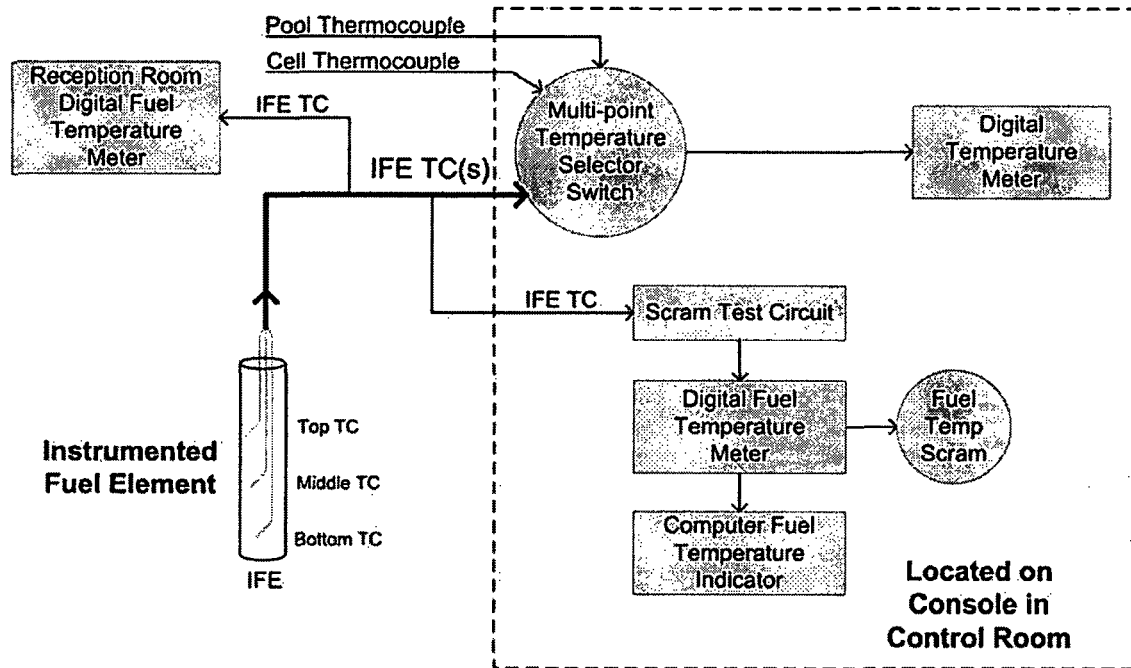 Pool Thermocouple
Cell Thermocouple
Reception Room
Digital Fuel
Temperature
Meter
IFE TC
IFE TC(s)
Multi-point
Temperature
Selector
Switch
Digital
Temperature
Meter
IFE TC
Scram Test Circuit
Digital Fuel
Temperature
Meter
Fuel
Temp
Scram
Computer Fuel
Temperature
Indicator
Instrumented
Fuel Element
Top TC
Middle TC
Bottom TC
IFE
Located on
Console in
Control Room